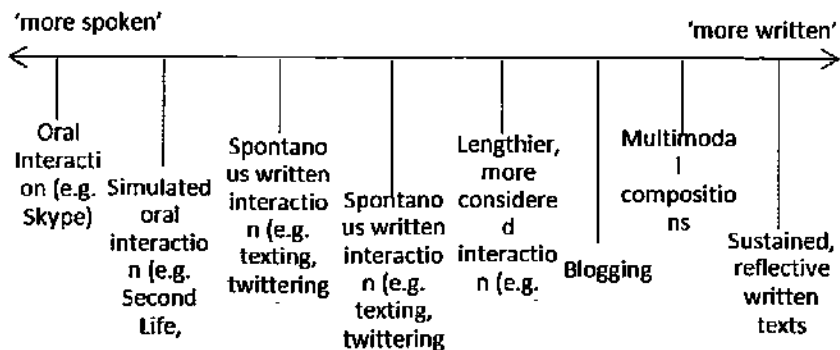 ‘more spoken’
‘more written’
Oral
Interacti
on (e.g.
Skype)
Simulated
oral
interactio
n (e.g.
Second
Life,
Spontano
us written
interactio
n (e.g.
texting,
twittering
Spontano
us written
interactio
n (e.g.
texting,
twittering
Lengthier,
more
considere
d
interactio
n (e.g.
Blogging
Multimoda
l
compositio
ns
Sustained,
reflective
written
texts